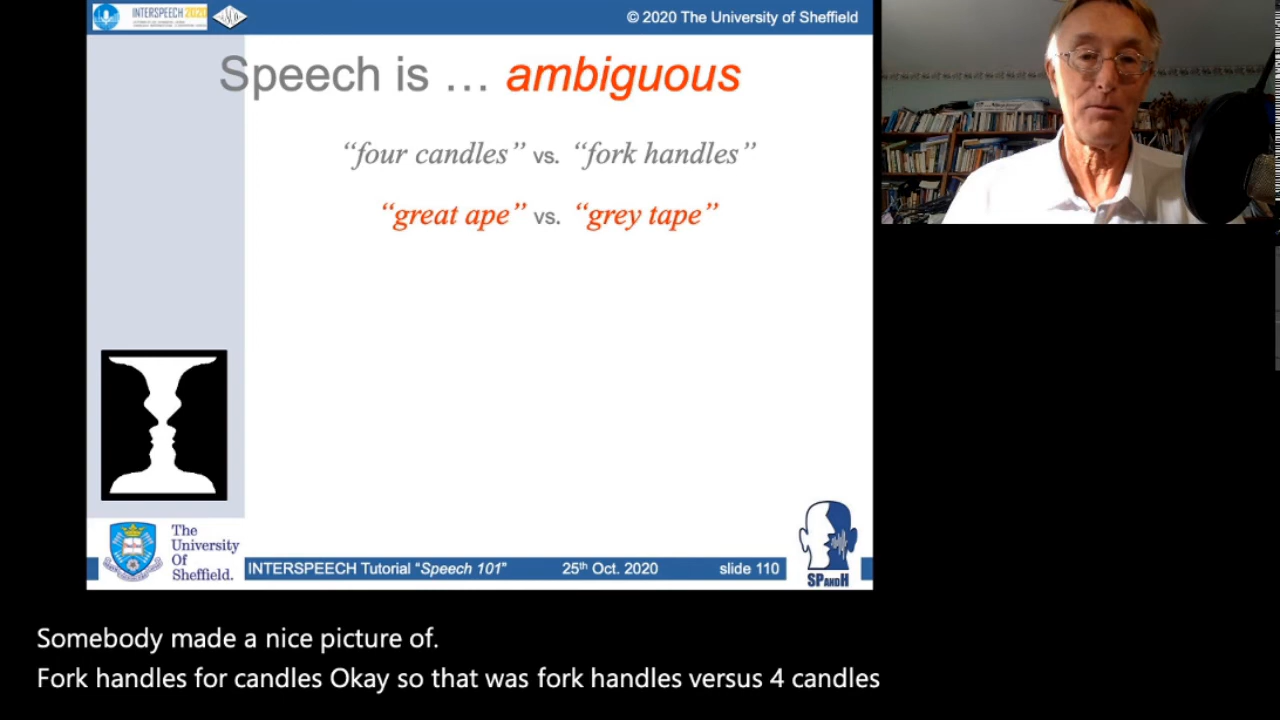 INTERSPEECH 2020
© 2020 The University of Sheffield
Speech is … ambiguous
“four candles” vs. “fork handles”
“great ape” vs. “grey tape”
The
University
Of
Sheffield.
INTERSPEECH Tutorial “Speech 101” 25th Oct. 2020 slide 110
SPANDH
Somebody made a nice picture of.
Fork handles for candles Okay so that was fork handles versus 4 candles